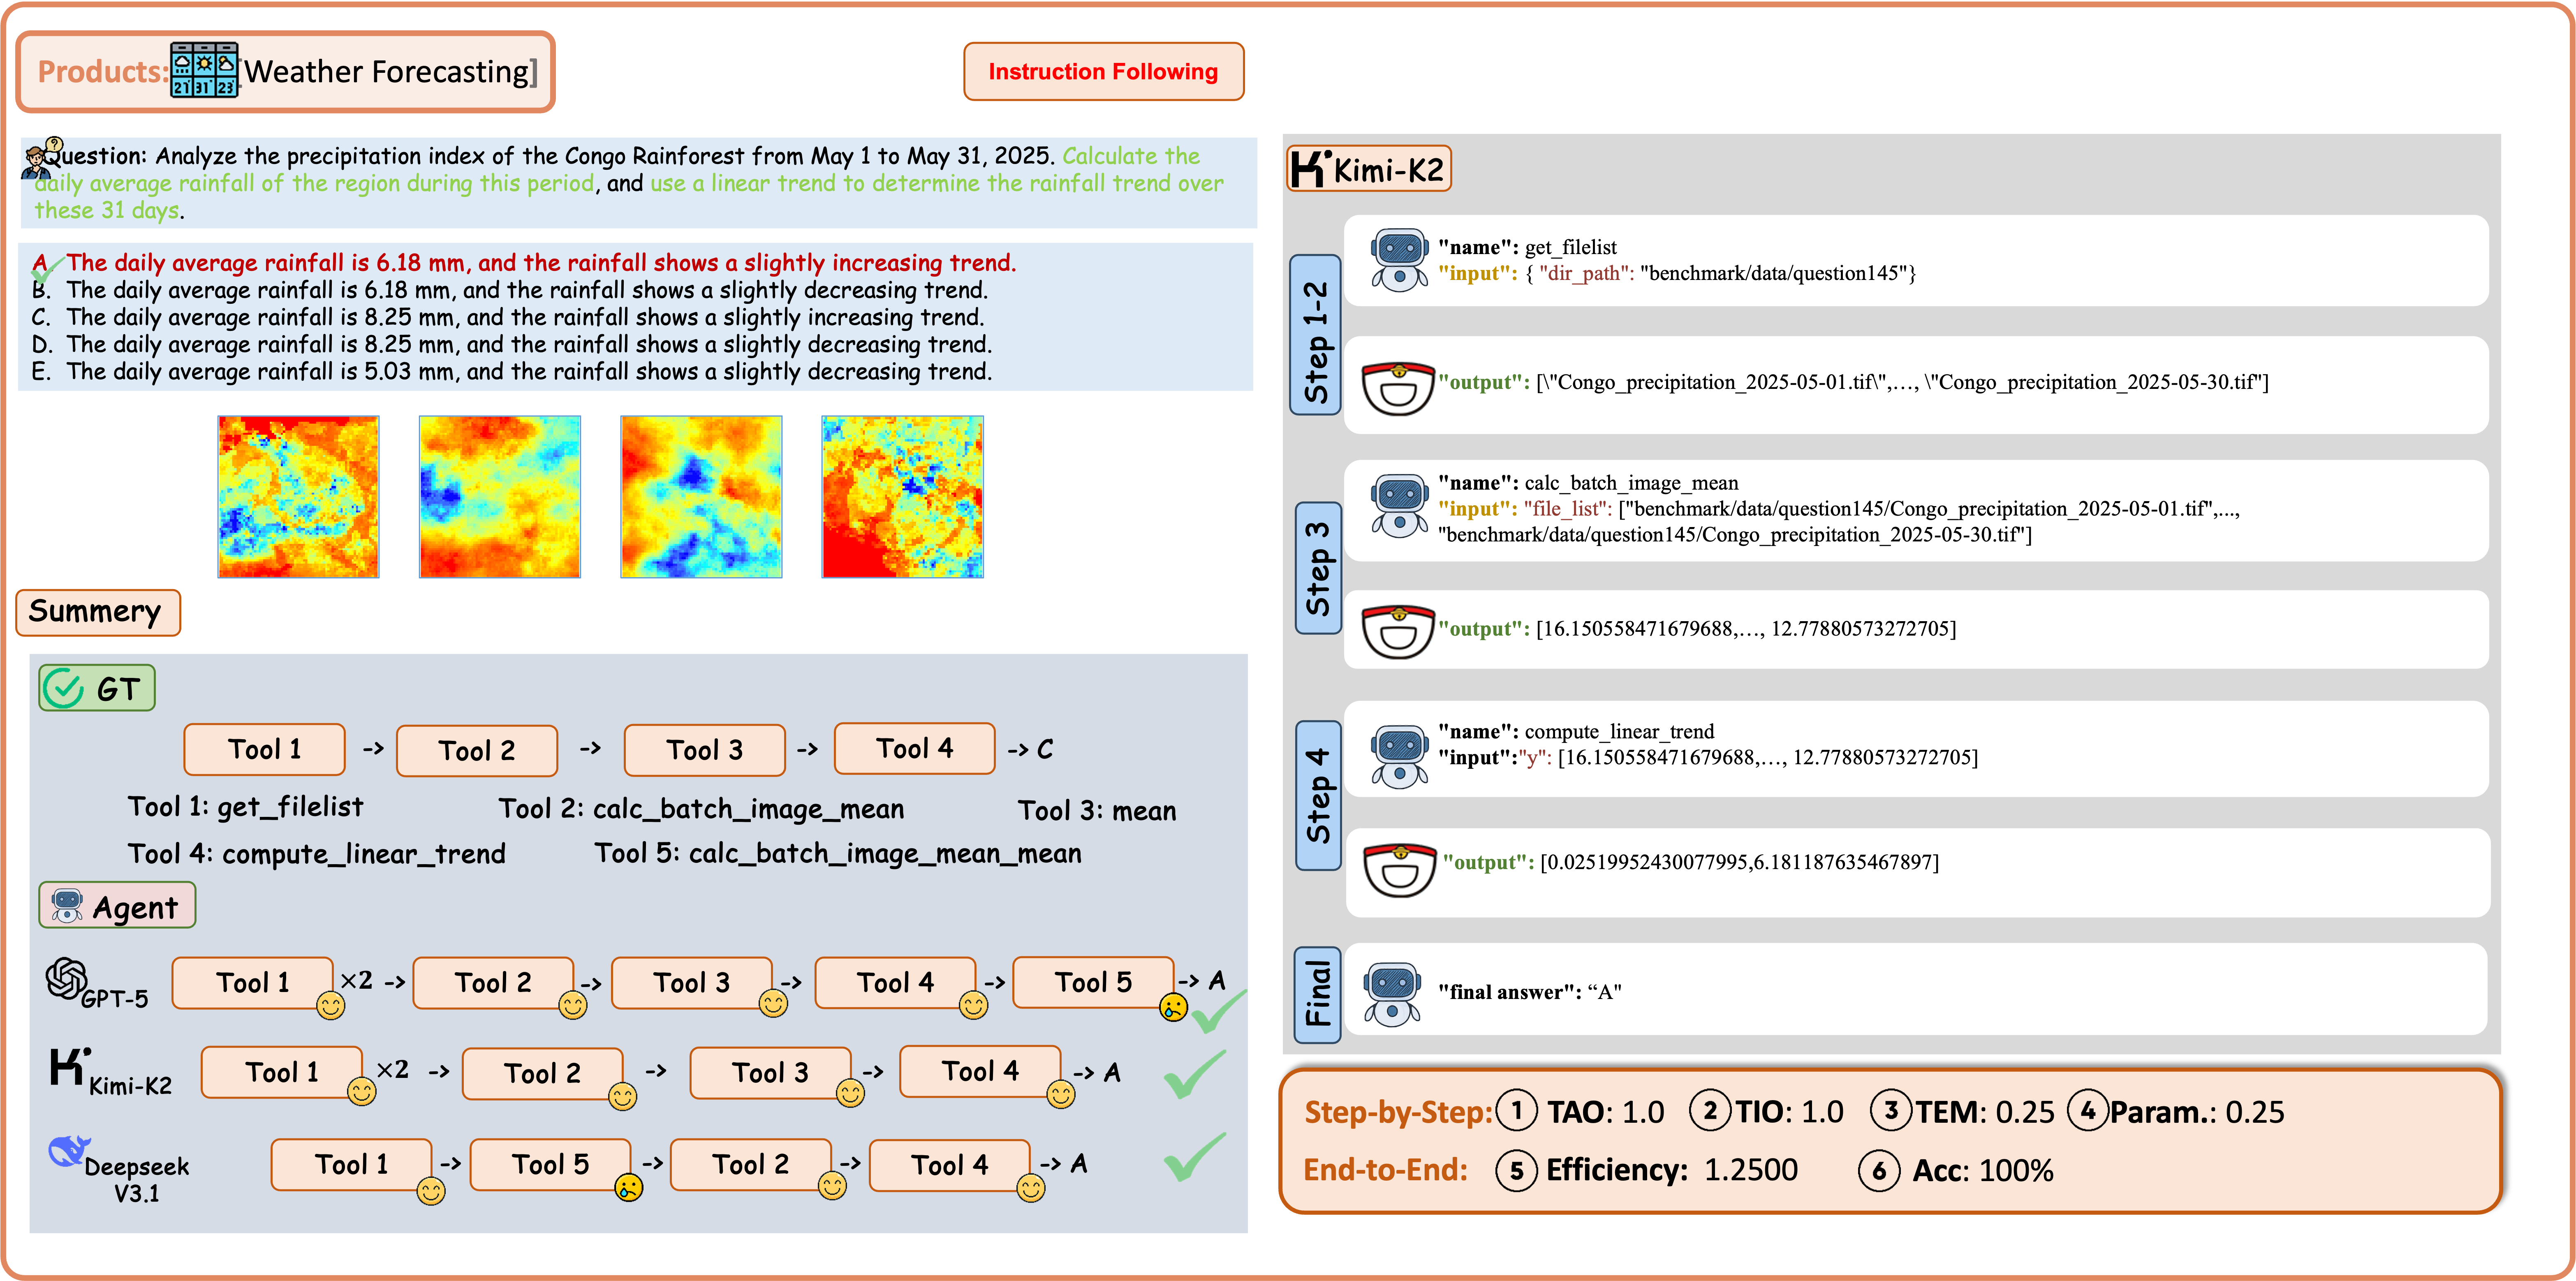 Products: [Weather Forecasting]
21 31 23
Instruction Following
Question: Analyze the precipitation index of the Congo Rainforest from May 1 to May 31, 2025. Calculate the
daily average rainfall of the region during this period, and use a linear trend to determine the rainfall trend over
these 31 days.
A. The daily average rainfall is 6.18 mm, and the rainfall shows a slightly increasing trend.
B. The daily average rainfall is 6.18 mm, and the rainfall shows a slightly decreasing trend.
C. The daily average rainfall is 8.25 mm, and the rainfall shows a slightly increasing trend.
D. The daily average rainfall is 8.25 mm, and the rainfall shows a slightly decreasing trend.
E. The daily average rainfall is 5.03 mm, and the rainfall shows a slightly decreasing trend.
Summery
GT
Tool 1 -> Tool 2 -> Tool 3 -> Tool 4 -> C
Tool 1: get_filelist Tool 2: calc_batch_image_mean Tool 3: mean
Tool 4: compute_linear_trend Tool 5: calc_batch_image_mean_mean
Agent
GPT-5 Tool 1 ×2 -> Tool 2 -> Tool 3 -> Tool 4 -> Tool 5 -> A
Kimi-K2 Tool 1 ×2 -> Tool 2 -> Tool 3 -> Tool 4 -> A
Deepseek
V3.1
Tool 1 -> Tool 5 -> Tool 2 -> Tool 4 -> A
Kimi-K2
Step 1-2
"name": get_filelist
"input": { "dir_path": "benchmark/data/question145"}
"output": [\"Congo_precipitation_2025-05-01.tif\",..., \"Congo_precipitation_2025-05-30.tif"]
Step 3
"name": calc_batch_image_mean
"input": "file_list": ["benchmark/data/question145/Congo_precipitation_2025-05-01.tif",...,
"benchmark/data/question145/Congo_precipitation_2025-05-30.tif"]
"output": [16.150558471679688,..., 12.77880573272705]
Step 4
"name": compute_linear_trend
"input":"y": [16.150558471679688,..., 12.77880573272705]
"output": [0.02519952430077995,6.181187635467897]
Final
"final answer": “A"
Step-by-Step: 1 TAO: 1.0 2 TIO: 1.0 3 TEM: 0.25 4 Param.: 0.25
End-to-End: 5 Efficiency: 1.2500 6 Acc: 100%